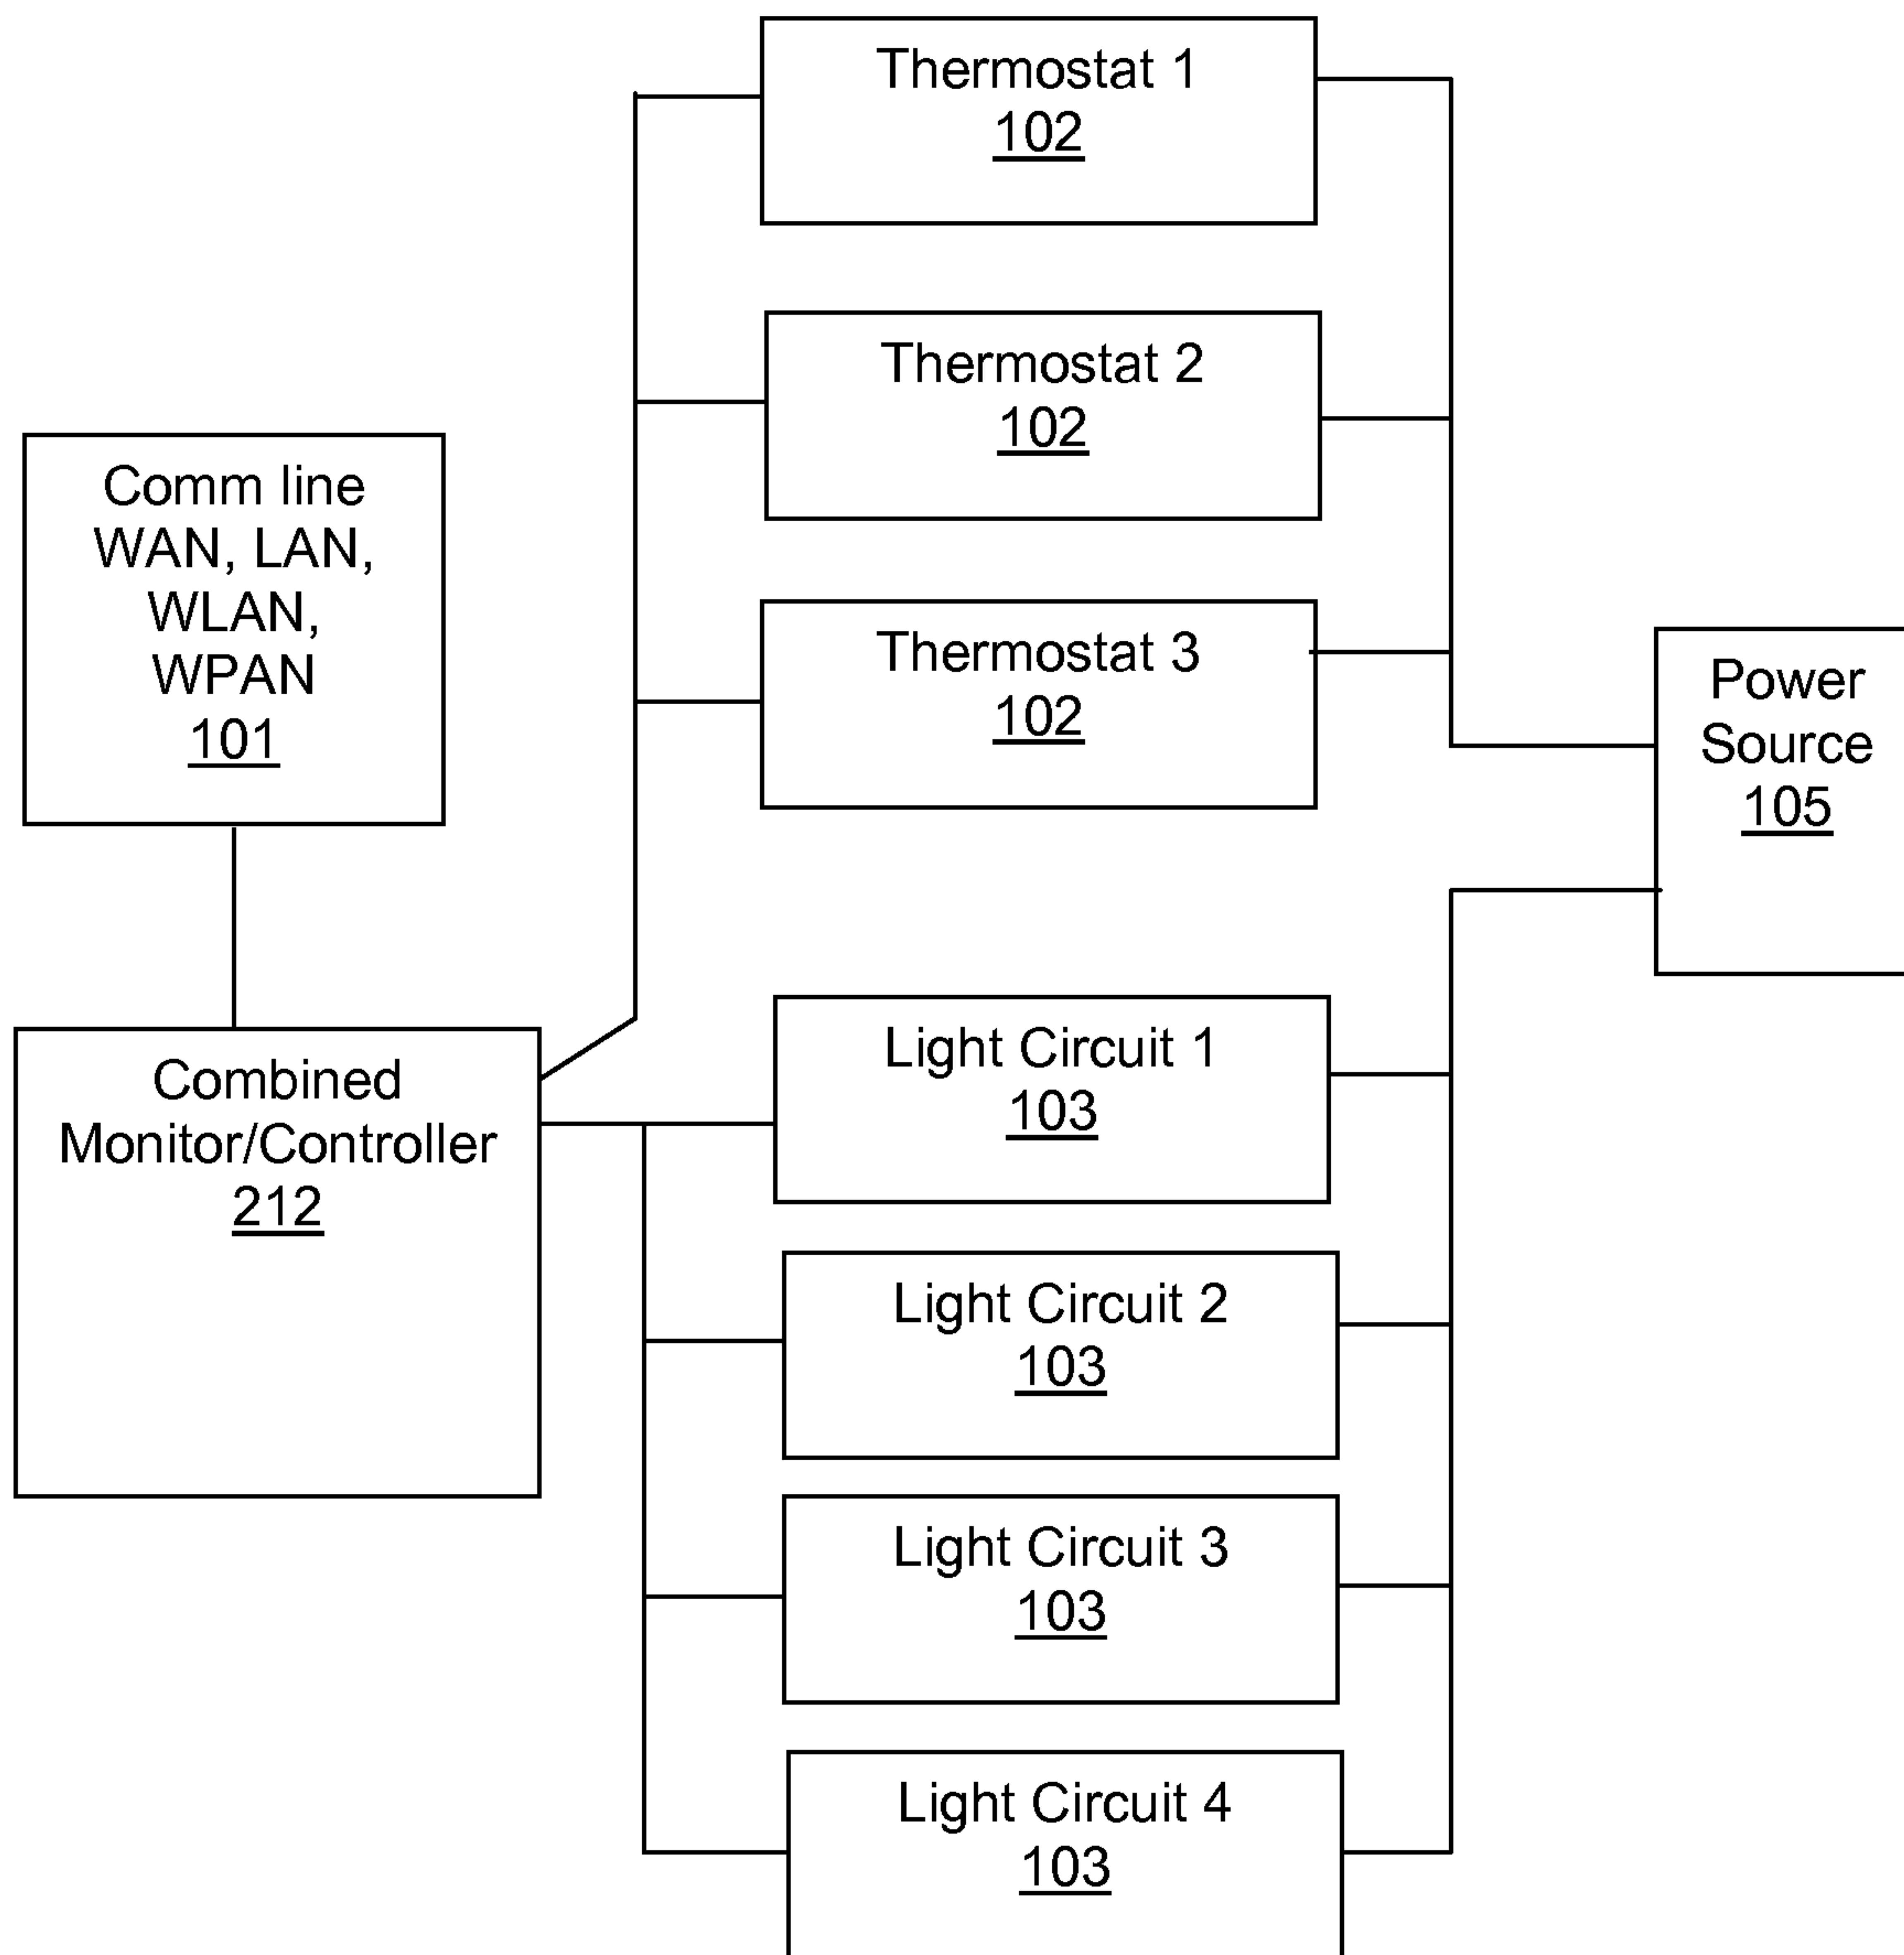 Thermostat 1
102
Thermostat 2
102
Thermostat 3
102
Comm line
WAN, LAN,
WLAN,
WPAN
101
Power
Source
105
Combined
Monitor/Controller
212
Light Circuit 1
103
Light Circuit 2
103
Light Circuit 3
103
Light Circuit 4
103